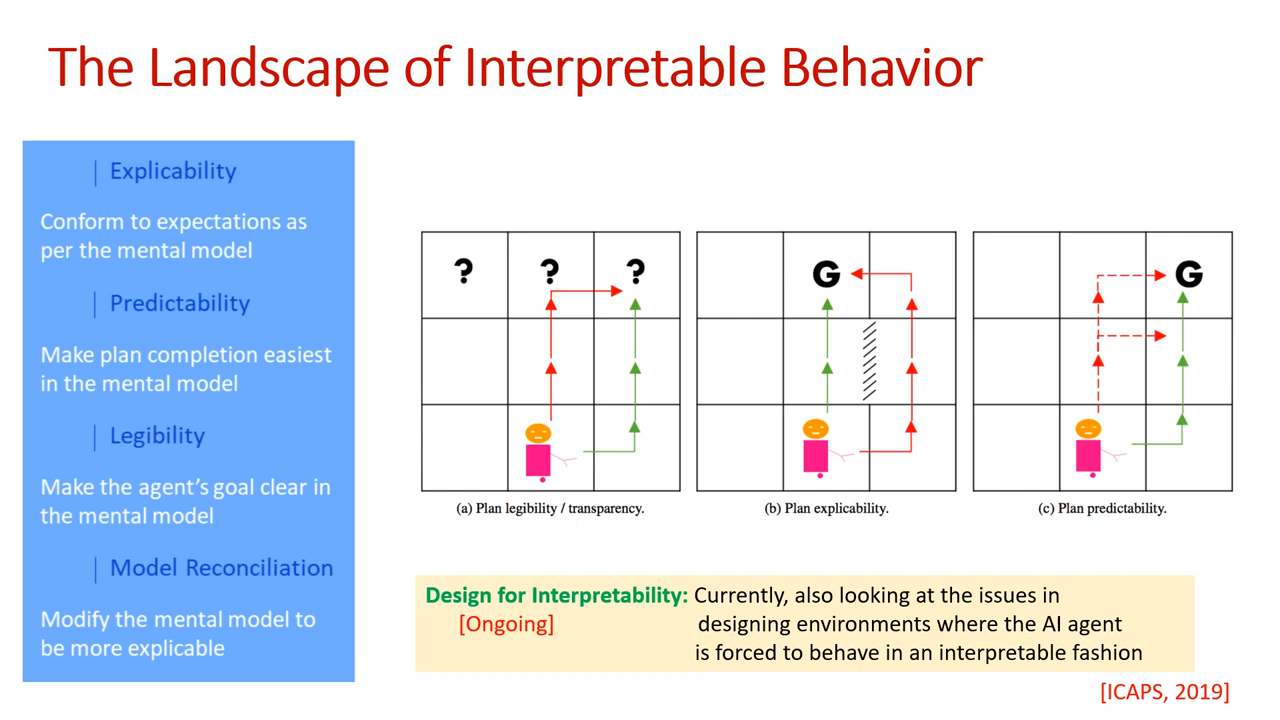 The Landscape of Interpretable Behavior
| Explicability
Conform to expectations as
per the mental model
| Predictability
Make plan completion easiest
in the mental model
| Legibility
Make the agent's goal clear in
the mental model
| Model Reconciliation
Modify the mental model to
be more explicable
? ? ?
(a) Plan legibility / transparency.
G
(b) Plan explicability.
G
(c) Plan predictability.
Design for Interpretability: Currently, also looking at the issues in
[Ongoing] designing environments where the AI agent
is forced to behave in an interpretable fashion
[ICAPS, 2019]